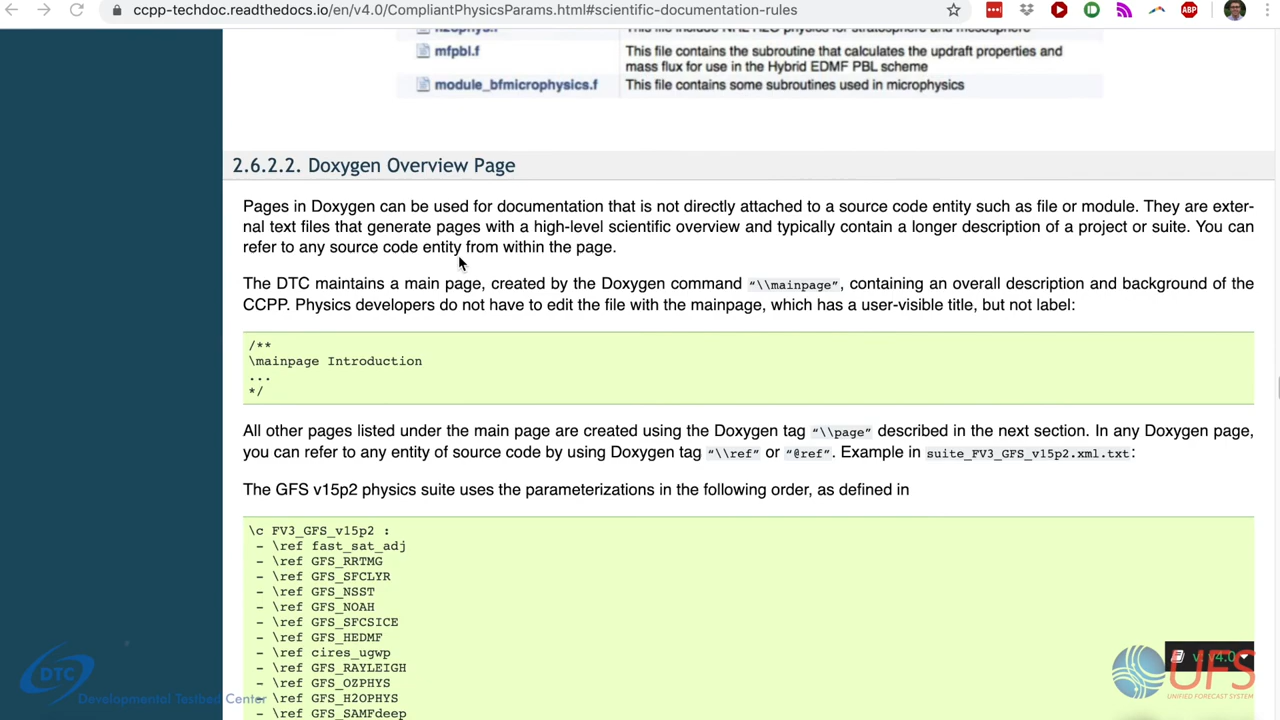 ccpp-techdoc.readthedocs.io/en/v4.0/CompliantPhysicsParams.html#scientific-documentation-rules
ABP
h2ophys.f This file include NRL H2O physics for stratosphere and mesosphere
mfpbl.f This file contains the subroutine that calculates the updraft properties and
mass flux for use in the Hybrid EDMF PBL scheme
module_bfmicrophysics.f This file contains some subroutines used in microphysics
2.6.2.2. Doxygen Overview Page
Pages in Doxygen can be used for documentation that is not directly attached to a source code entity such as file or module. They are exter-
nal text files that generate pages with a high-level scientific overview and typically contain a longer description of a project or suite. You can
refer to any source code entity from within the page.
The DTC maintains a main page, created by the Doxygen command “\\mainpage”, containing an overall description and background of the
CCPP. Physics developers do not have to edit the file with the mainpage, which has a user-visible title, but not label:
/**
\mainpage Introduction
...
*/
All other pages listed under the main page are created using the Doxygen tag “\\page” described in the next section. In any Doxygen page,
you can refer to any entity of source code by using Doxygen tag “\\ref” or “@ref”. Example in suite_FV3_GFS_v15p2.xml.txt:
The GFS v15p2 physics suite uses the parameterizations in the following order, as defined in
\c FV3_GFS_v15p2 :
- \ref fast_sat_adj
- \ref GFS_RRTMG
- \ref GFS_SFCLYR
- \ref GFS_NSST
- \ref GFS_NOAH
- \ref GFS_SFCSICE
- \ref GFS_HEDMF
- \ref cires_ugwp
- \ref GFS_RAYLEIGH
- \ref GFS_OZPHYS
- \ref GFS_H2OPHYS
- \ref GFS_SAMFdeep
DTC
Developmental Testbed Center
UFS
UNIFIED FORECAST SYSTEM